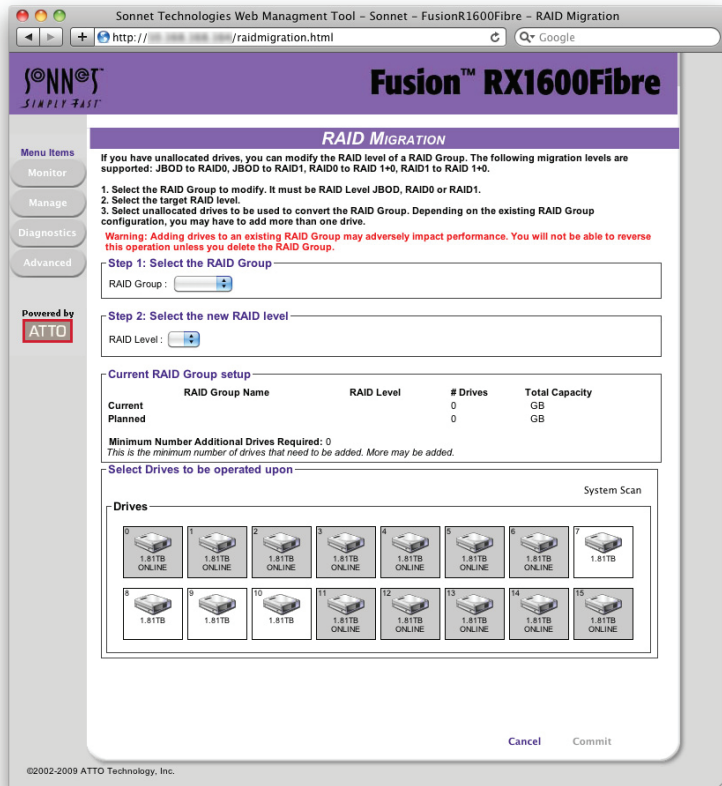 Sonnet Technologies Web Managment Tool – Sonnet – FusionR1600Fibre – RAID Migration
http:// /raidmigration.html
Google
SONNET
SIMPLY FAST
Fusion™ RX1600Fibre
RAID MIGRATION
Menu Items
Monitor
Manage
Diagnostics
Advanced
Powered by
ATTO
If you have unallocated drives, you can modify the RAID level of a RAID Group. The following migration levels are
supported: JBOD to RAID0, JBOD to RAID1, RAID0 to RAID 1+0, RAID1 to RAID 1+0.
1. Select the RAID Group to modify. It must be RAID Level JBOD, RAID0 or RAID1.
2. Select the target RAID level.
3. Select unallocated drives to be used to convert the RAID Group. Depending on the existing RAID Group
configuration, you may have to add more than one drive.
Warning: Adding drives to an existing RAID Group may adversely impact performance. You will not be able to reverse
this operation unless you delete the RAID Group.
Step 1: Select the RAID Group
RAID Group :
Step 2: Select the new RAID level
RAID Level :
Current RAID Group setup
RAID Group Name RAID Level # Drives Total Capacity
Current 0 GB
Planned 0 GB
Minimum Number Additional Drives Required: 0
This is the minimum number of drives that need to be added. More may be added.
Select Drives to be operated upon
System Scan
Drives
0 1 2 3 4 5 6 7
1.81TB 1.81TB 1.81TB 1.81TB 1.81TB 1.81TB 1.81TB 1.81TB
ONLINE ONLINE ONLINE ONLINE ONLINE ONLINE ONLINE
8 9 10 11 12 13 14 15
1.81TB 1.81TB 1.81TB 1.81TB 1.81TB 1.81TB 1.81TB 1.81TB
ONLINE ONLINE ONLINE ONLINE ONLINE
Cancel Commit
©2002-2009 ATTO Technology, Inc.